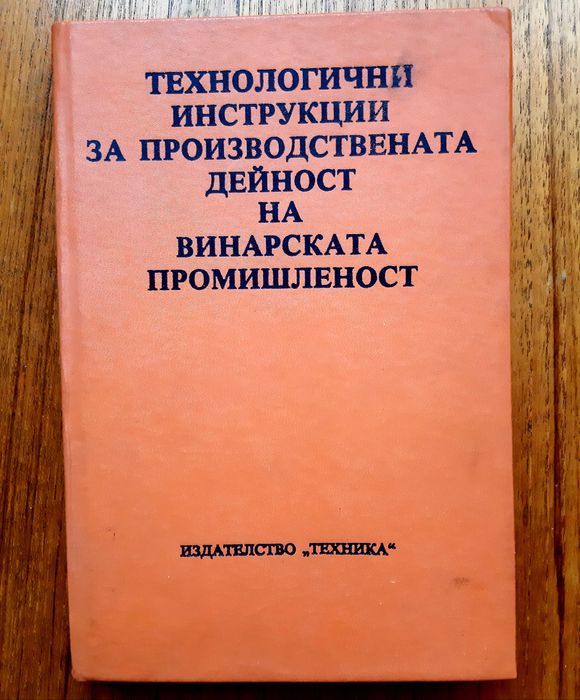 ТЕХНОЛОГИЧНИ
ИНСТРУКЦИИ
ЗА ПРОИЗВОДСТВЕНАТА
ДЕЙНОСТ
НА
ВИНАРСКАТА
ПРОМИШЛЕНОСТ
ИЗДАТЕЛСТВО „ТЕХНИКА“